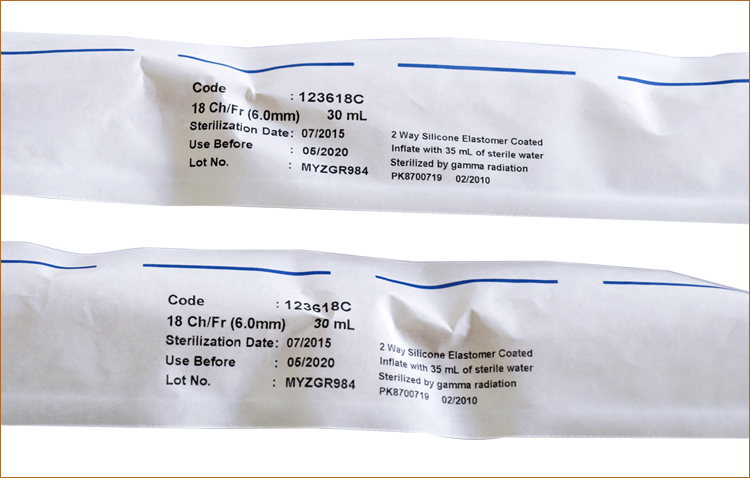 Code : 123618C
18 Ch/Fr (6.0mm) 30 mL
Sterilization Date: 07/2015
Use Before : 05/2020
Lot No. : MYZGR984
2 Way Silicone Elastomer Coated
Inflate with 35 mL of sterile water
Sterilized by gamma radiation
PK8700719 02/2010
Code : 123618C
18 Ch/Fr (6.0mm) 30 mL
Sterilization Date: 07/2015
Use Before : 05/2020
Lot No. : MYZGR984
2 Way Silicone Elastomer Coated
Inflate with 35 mL of sterile water
Sterilized by gamma radiation
PK8700719 02/2010